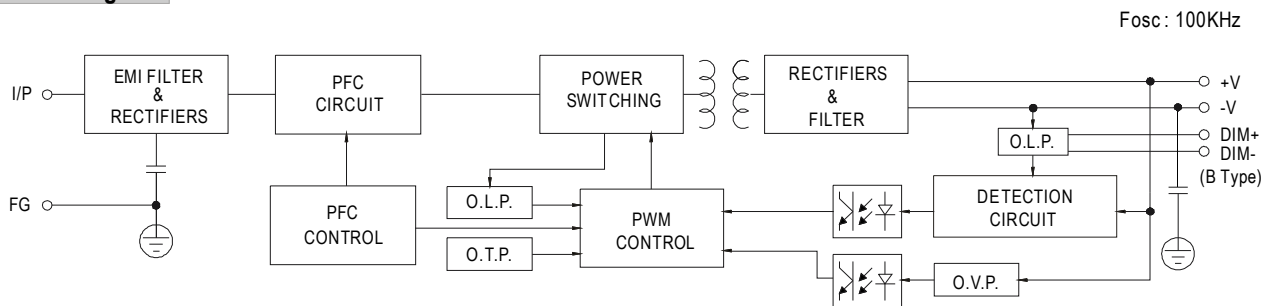 Fosc : 100KHz
I/P
EMI FILTER
&
RECTIFIERS
PFC
CIRCUIT
POWER
SWITCHING
RECTIFIERS
&
FILTER
+V
-V
DIM+
DIM-
(B Type)
O.L.P.
FG
PFC
CONTROL
O.L.P.
O.T.P.
PWM
CONTROL
DETECTION
CIRCUIT
O.V.P.